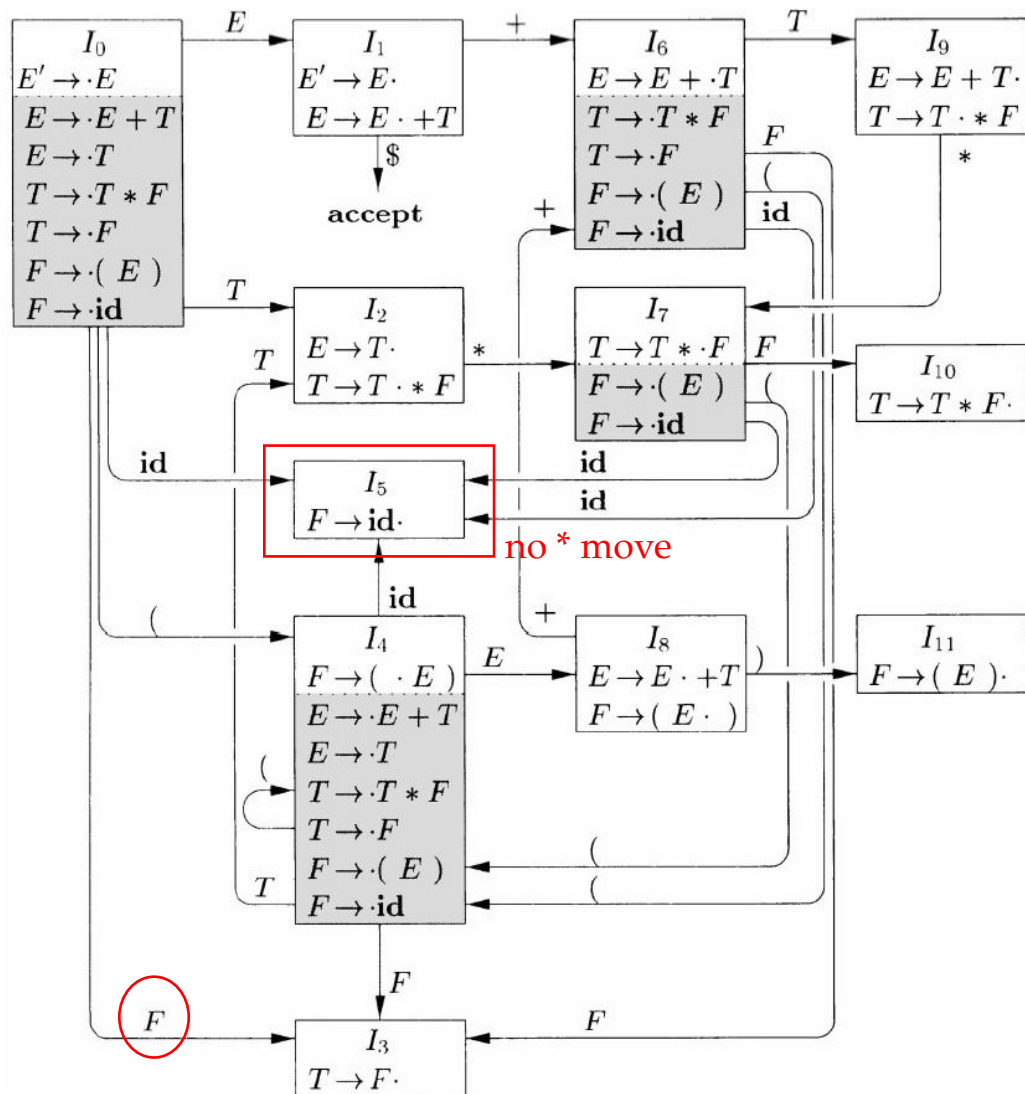 I₀
E′ → ·E
E → ·E + T
E → ·T
T → ·T * F
T → ·F
F → ·( E )
F → ·id
E
I₁
E′ → E·
E → E · +T
$
accept
+
I₆
E → E + ·T
T → ·T * F
T → ·F
F → ·( E )
F → ·id
T
I₉
E → E + T·
T → T · * F
*
F
(
id
+
T
I₂
E → T·
T → T · * F
T
*
I₇
T → T * ·F
F → ·( E )
F → ·id
F
(
I₁₀
T → T * F·
id
I₅
F → id·
id
id
no * move
id
(
I₄
F → ( · E )
E → ·E + T
E → ·T
T → ·T * F
T → ·F
F → ·( E )
F → ·id
(
T
E
+
I₈
E → E · +T
F → ( E · )
)
I₁₁
F → ( E ) ·
(
(
F
F
F
I₃
T → F·